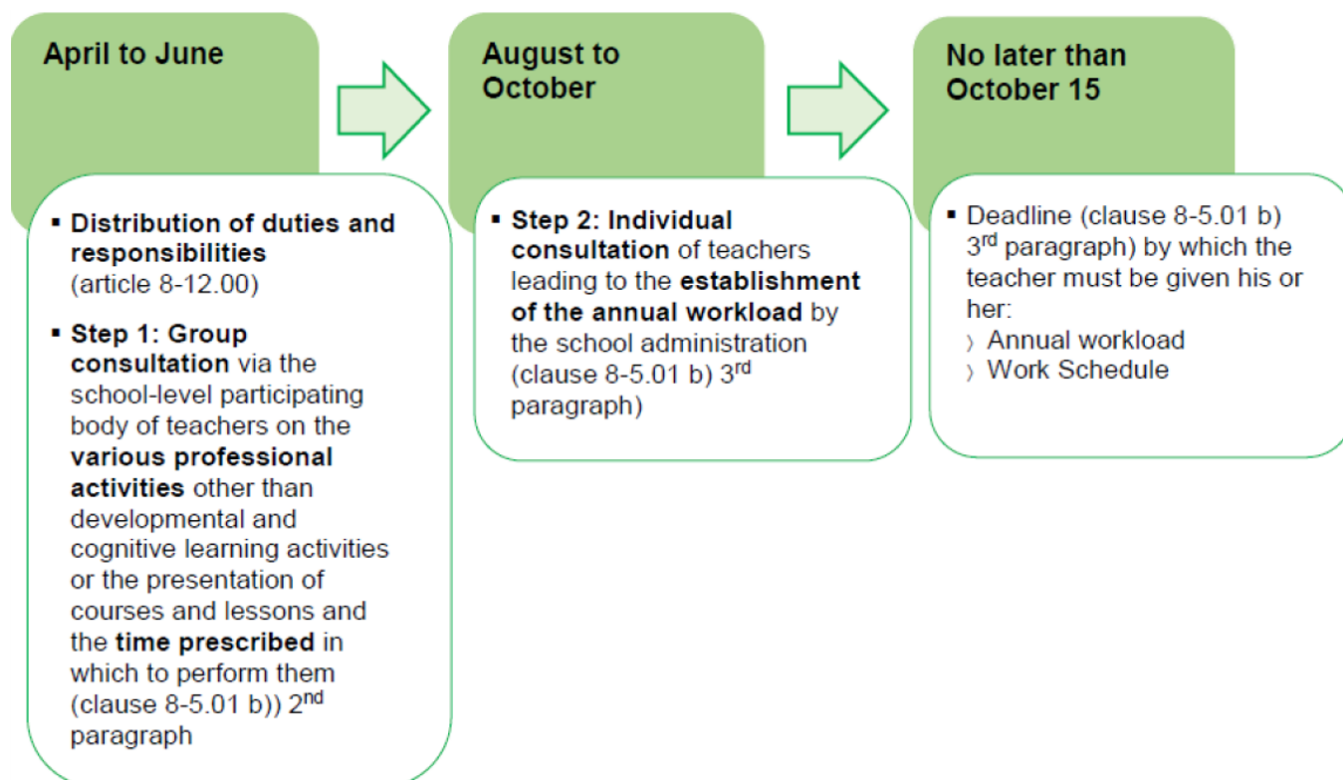 April to June
▪ Distribution of duties and
responsibilities
(article 8-12.00)
▪ Step 1: Group
consultation via the
school-level participating
body of teachers on the
various professional
activities other than
developmental and
cognitive learning activities
or the presentation of
courses and lessons and
the time prescribed in
which to perform them
(clause 8-5.01 b)) 2nd
paragraph
August to
October
▪ Step 2: Individual
consultation of teachers
leading to the establishment
of the annual workload by
the school administration
(clause 8-5.01 b) 3rd
paragraph)
No later than
October 15
▪ Deadline (clause 8-5.01 b)
3rd paragraph) by which the
teacher must be given his or
her:
〉 Annual workload
〉 Work Schedule